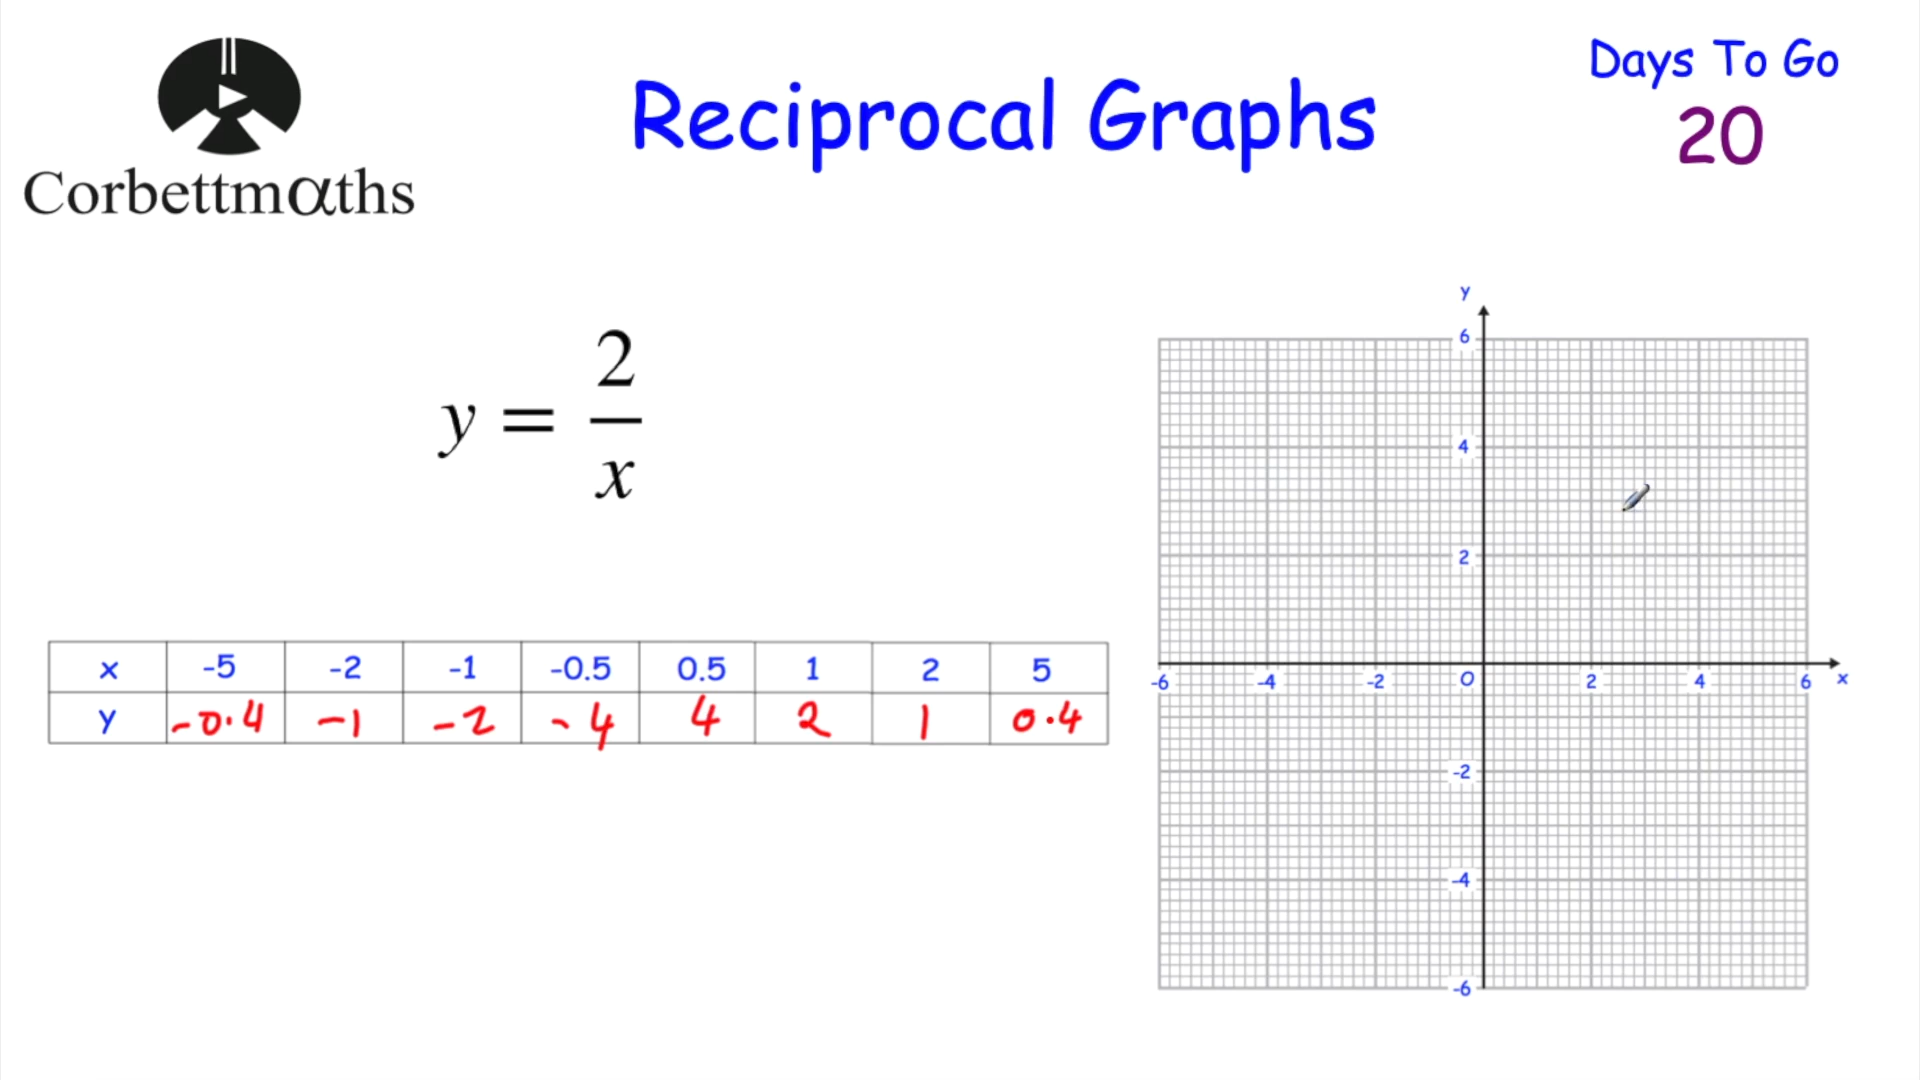 Corbettmαths
Reciprocal Graphs
Days To Go
20
y = 2/x
x -5 -2 -1 -0.5 0.5 1 2 5
y -0.4 -1 -2 -4 4 2 1 0.4
y
6
4
2
-6 -4 -2 O 2 4 6 x
-2
-4
-6